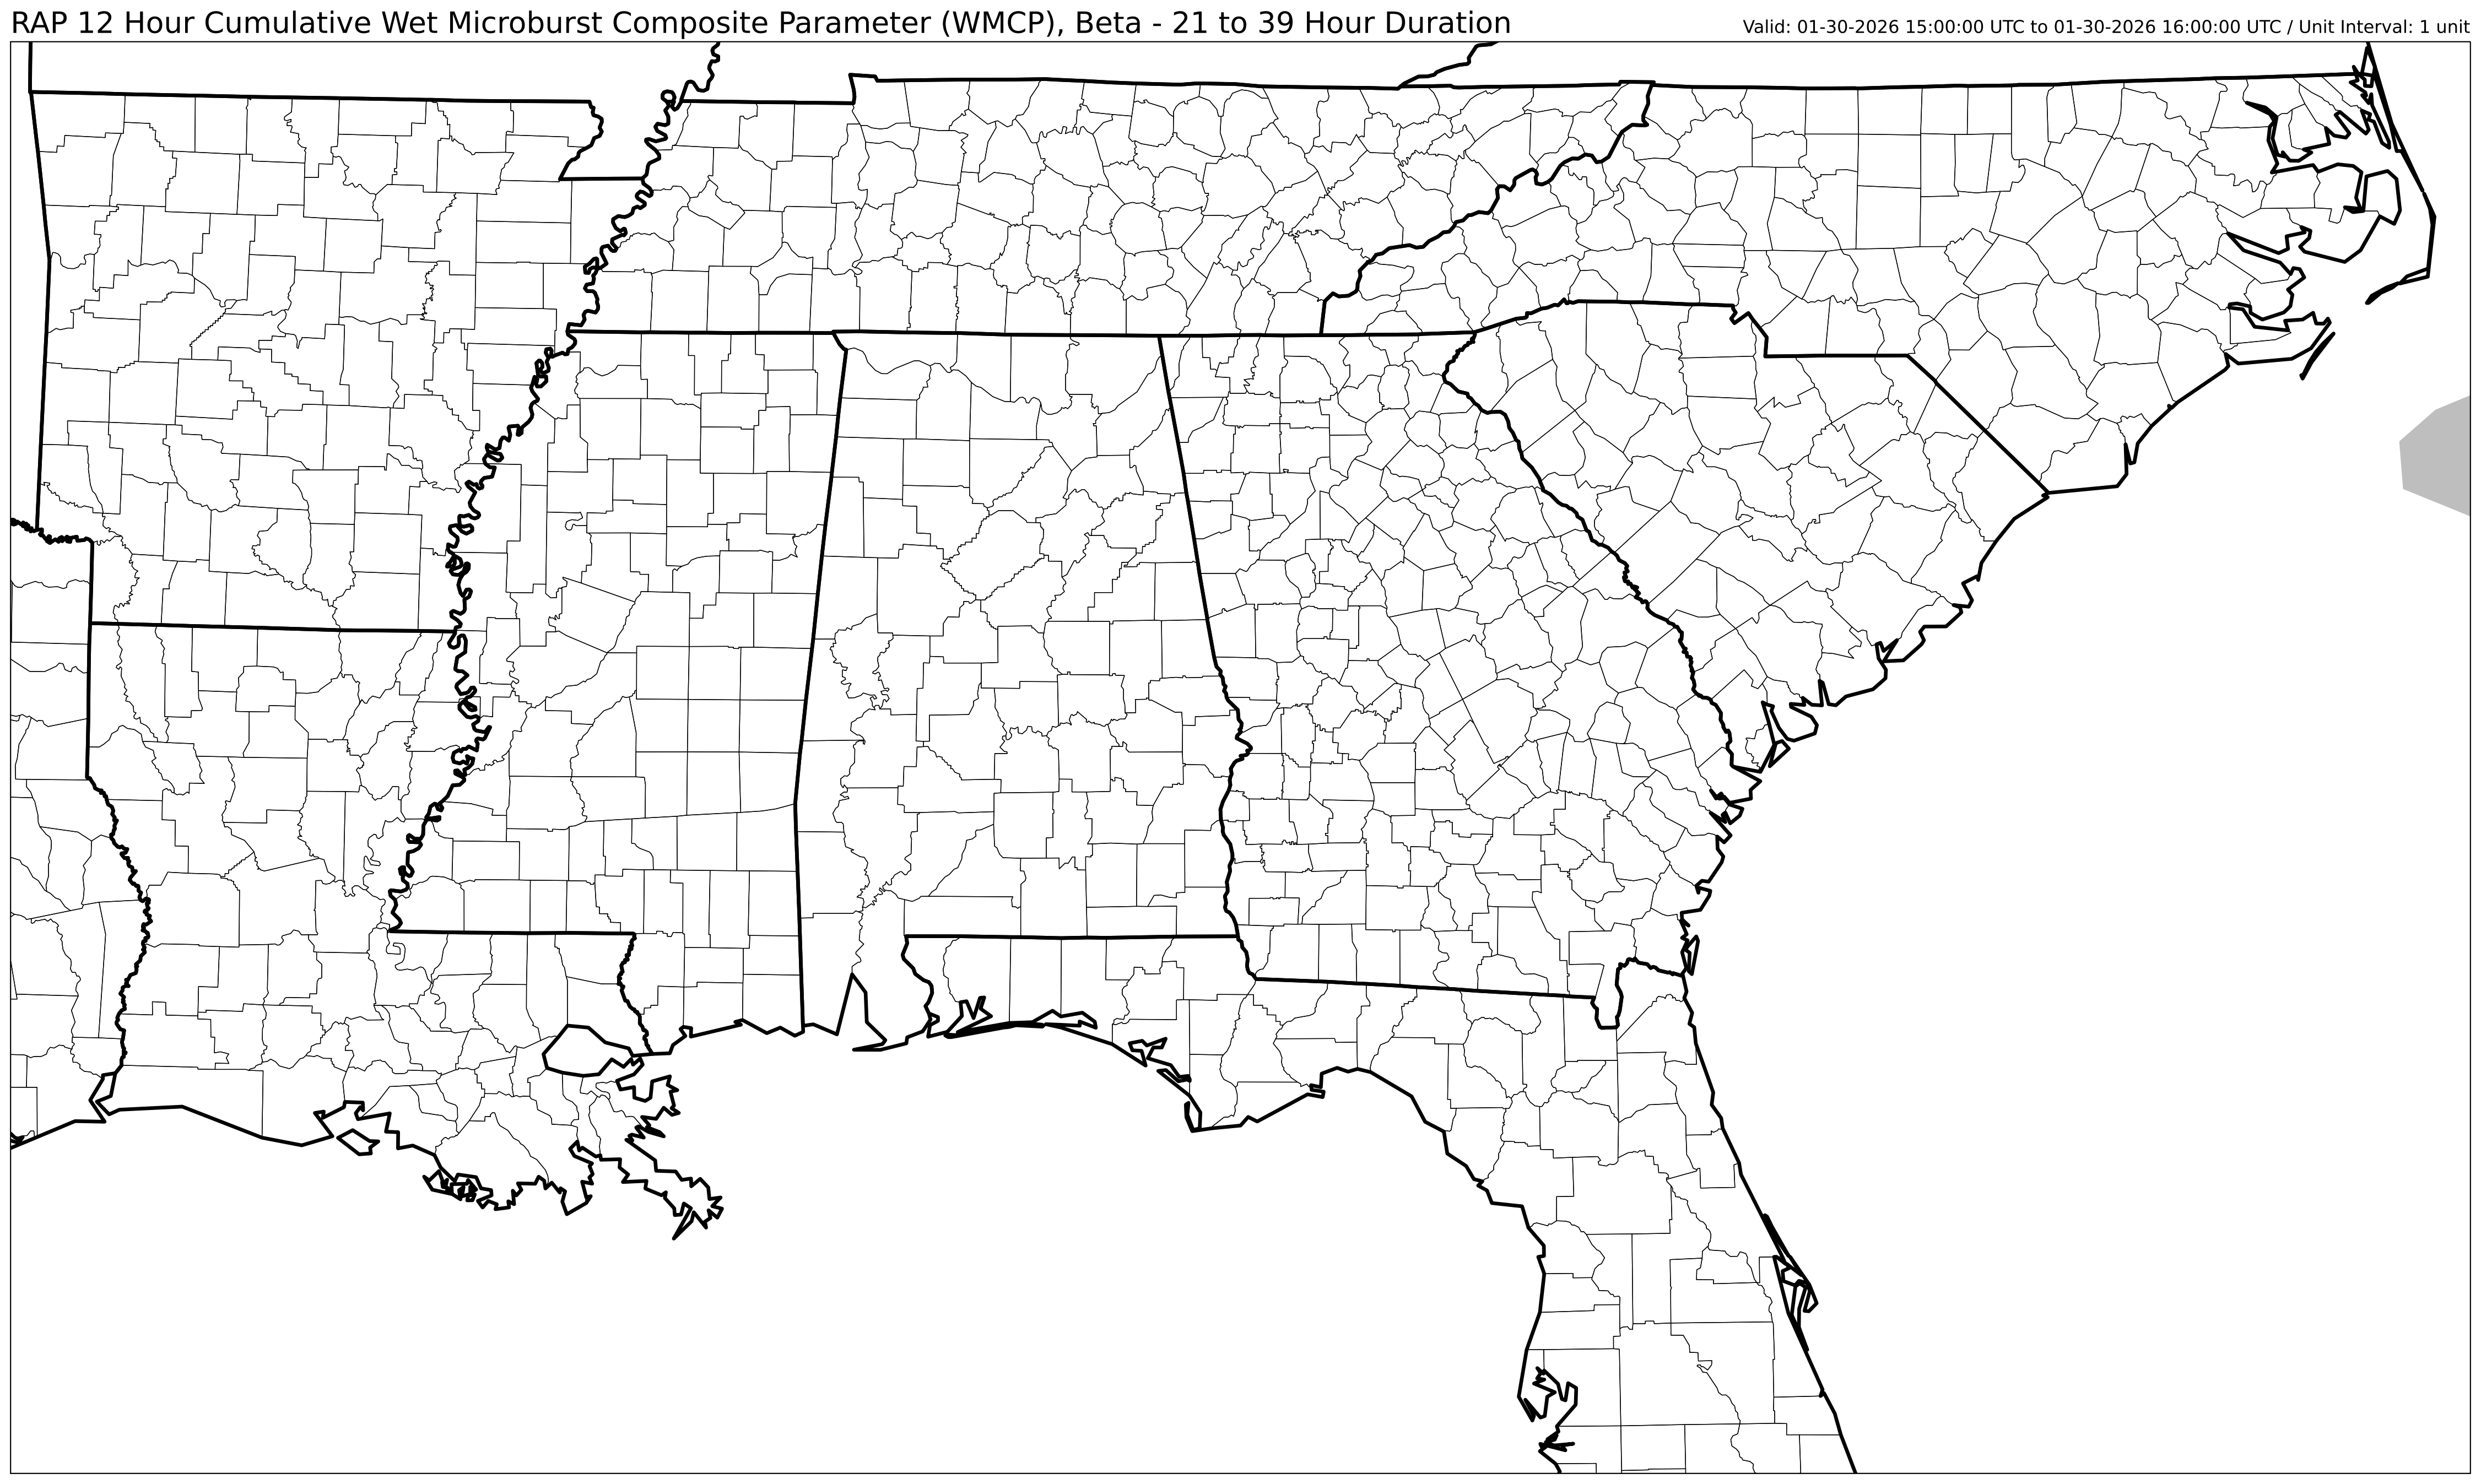 RAP 12 Hour Cumulative Wet Microburst Composite Parameter (WMCP), Beta - 21 to 39 Hour Duration
Valid: 01-30-2026 15:00:00 UTC to 01-30-2026 16:00:00 UTC / Unit Interval: 1 unit